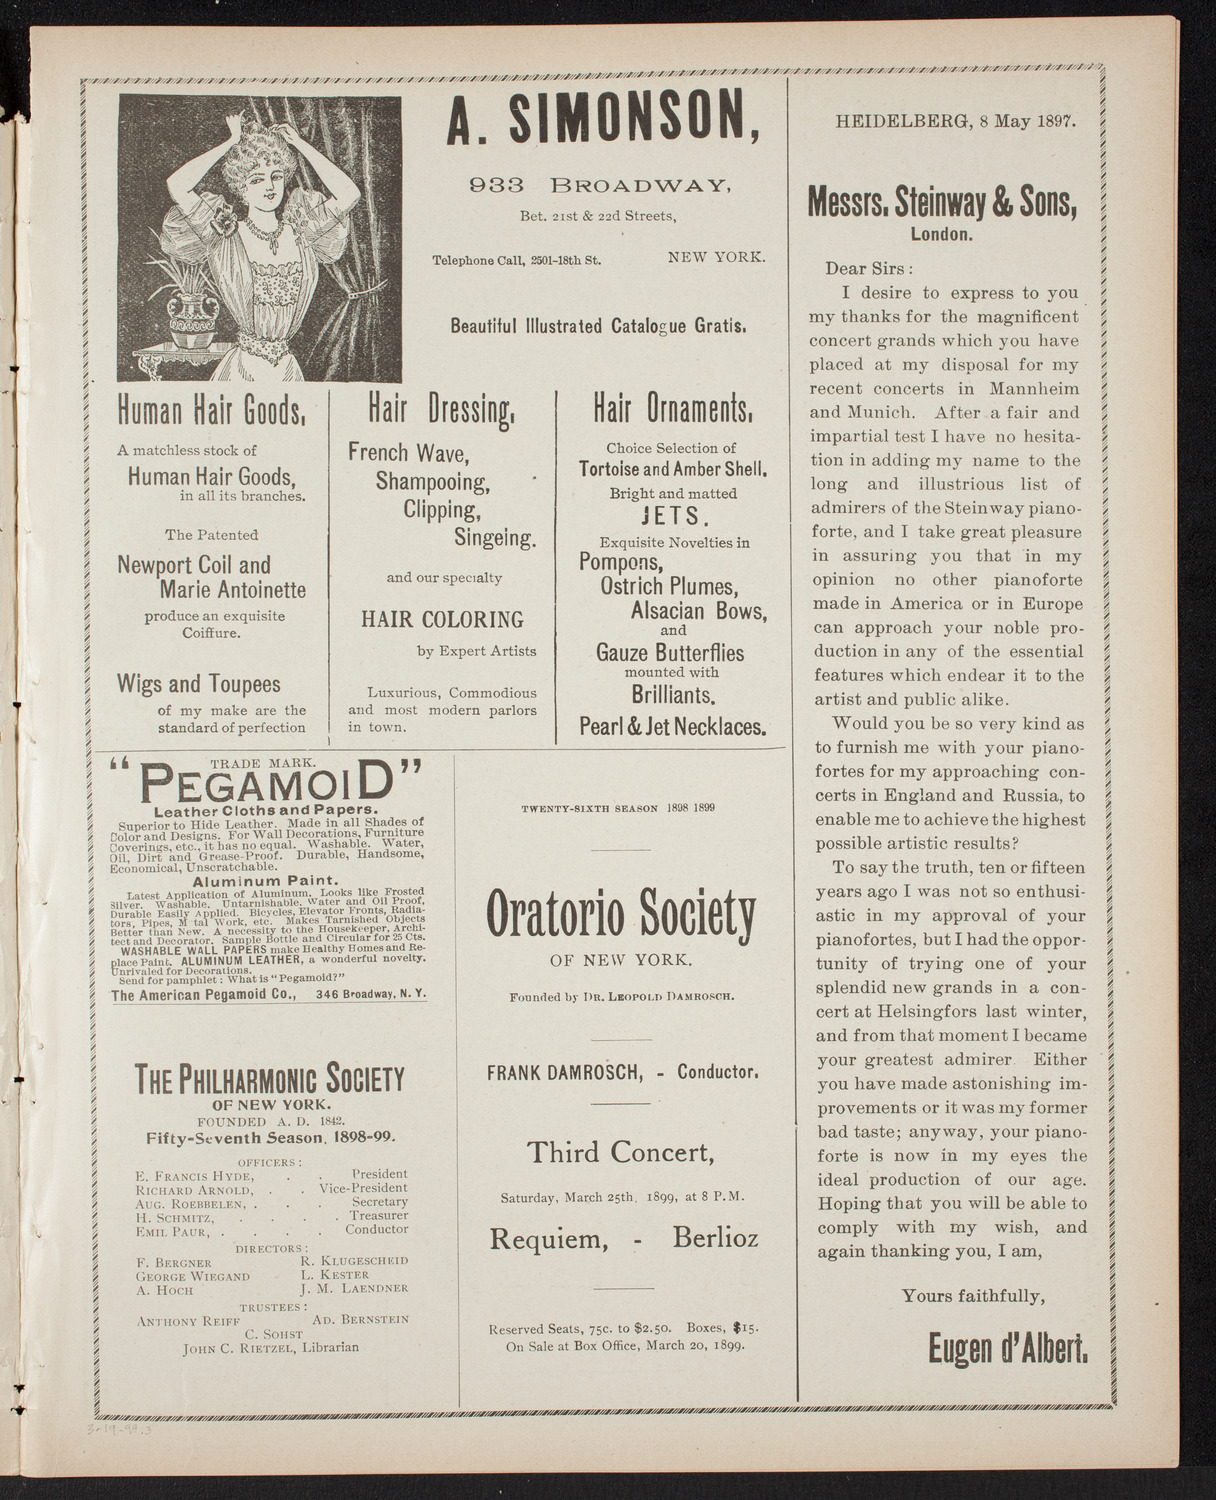 A. SIMONSON,
933 BROADWAY,
Bet. 21st & 22d Streets,
Telephone Call, 2501-18th St. NEW YORK.
Beautiful Illustrated Catalogue Gratis.
Human Hair Goods,
A matchless stock of
Human Hair Goods,
in all its branches.
The Patented
Newport Coil and
Marie Antoinette
produce an exquisite
Coiffure.
Wigs and Toupees
of my make are the
standard of perfection
Hair Dressing,
French Wave,
Shampooing,
Clipping,
Singeing.
and our specialty
HAIR COLORING
by Expert Artists
Luxurious, Commodious
and most modern parlors
in town.
Hair Ornaments,
Choice Selection of
Tortoise and Amber Shell.
Bright and matted
JETS.
Exquisite Novelties in
Pompons,
Ostrich Plumes,
Alsacian Bows,
and
Gauze Butterflies
mounted with
Brilliants.
Pearl & Jet Necklaces.
TRADE MARK.
"PEGAMOID"
Leather Cloths and Papers.
Superior to Hide Leather. Made in all Shades of
Color and Designs. For Wall Decorations, Furniture
Coverings, etc., it has no equal. Washable. Water,
Oil, Dirt and Grease-Proof. Durable, Handsome,
Economical, Unscratchable.
Aluminum Paint.
Latest Application of Aluminum. Looks like Frosted
Silver. Washable. Untarnishable. Water and Oil Proof,
Durable Easily Applied. Bicycles, Elevator Fronts, Radia-
tors, Pipes, M tal Work, etc. Makes Tarnished Objects
Better than New. A necessity to the Housekeeper, Archi-
tect and Decorator. Sample Bottle and Circular for 25 Cts.
WASHABLE WALL PAPERS make Healthy Homes and Re-
place Paint. ALUMINUM LEATHER, a wonderful novelty.
Unrivaled for Decorations.
Send for pamphlet: What is "Pegamoid?"
The American Pegamoid Co., 346 Broadway, N. Y.
THE PHILHARMONIC SOCIETY
OF NEW YORK.
FOUNDED A. D. 1842.
Fifty-Seventh Season, 1898-99.
OFFICERS:
E. FRANCIS HYDE, . . President
RICHARD ARNOLD, . . Vice-President
AUG. ROEBBELEN, . . . Secretary
H. SCHMITZ, . . . . Treasurer
EMIL PAUR, . . . . Conductor
DIRECTORS:
F. BERGNER R. KLUGESCHEID
GEORGE WIEGAND L. KESTER
A. HOCH J. M. LAENDNER
TRUSTEES:
ANTHONY REIFF AD. BERNSTEIN
C. SOHST
JOHN C. RIETZEL, Librarian
TWENTY-SIXTH SEASON 1898 1899
Oratorio Society
OF NEW YORK.
Founded by DR. LEOPOLD DAMROSCH.
FRANK DAMROSCH, - Conductor.
Third Concert,
Saturday, March 25th, 1899, at 8 P.M.
Requiem, - Berlioz
Reserved Seats, 75c. to $2.50. Boxes, $15.
On Sale at Box Office, March 20, 1899.
HEIDELBERG, 8 May 1897.
Messrs. Steinway & Sons,
London.
Dear Sirs:
I desire to express to you
my thanks for the magnificent
concert grands which you have
placed at my disposal for my
recent concerts in Mannheim
and Munich. After a fair and
impartial test I have no hesita-
tion in adding my name to the
long and illustrious list of
admirers of the Steinway piano-
forte, and I take great pleasure
in assuring you that in my
opinion no other pianoforte
made in America or in Europe
can approach your noble pro-
duction in any of the essential
features which endear it to the
artist and public alike.
Would you be so very kind as
to furnish me with your piano-
fortes for my approaching con-
certs in England and Russia, to
enable me to achieve the highest
possible artistic results?
To say the truth, ten or fifteen
years ago I was not so enthusi-
astic in my approval of your
pianofortes, but I had the oppor-
tunity of trying one of your
splendid new grands in a con-
cert at Helsingfors last winter,
and from that moment I became
your greatest admirer. Either
you have made astonishing im-
provements or it was my former
bad taste; anyway, your piano-
forte is now in my eyes the
ideal production of our age.
Hoping that you will be able to
comply with my wish, and
again thanking you, I am,
Yours faithfully,
Eugen d'Albert.
3-19-99.3